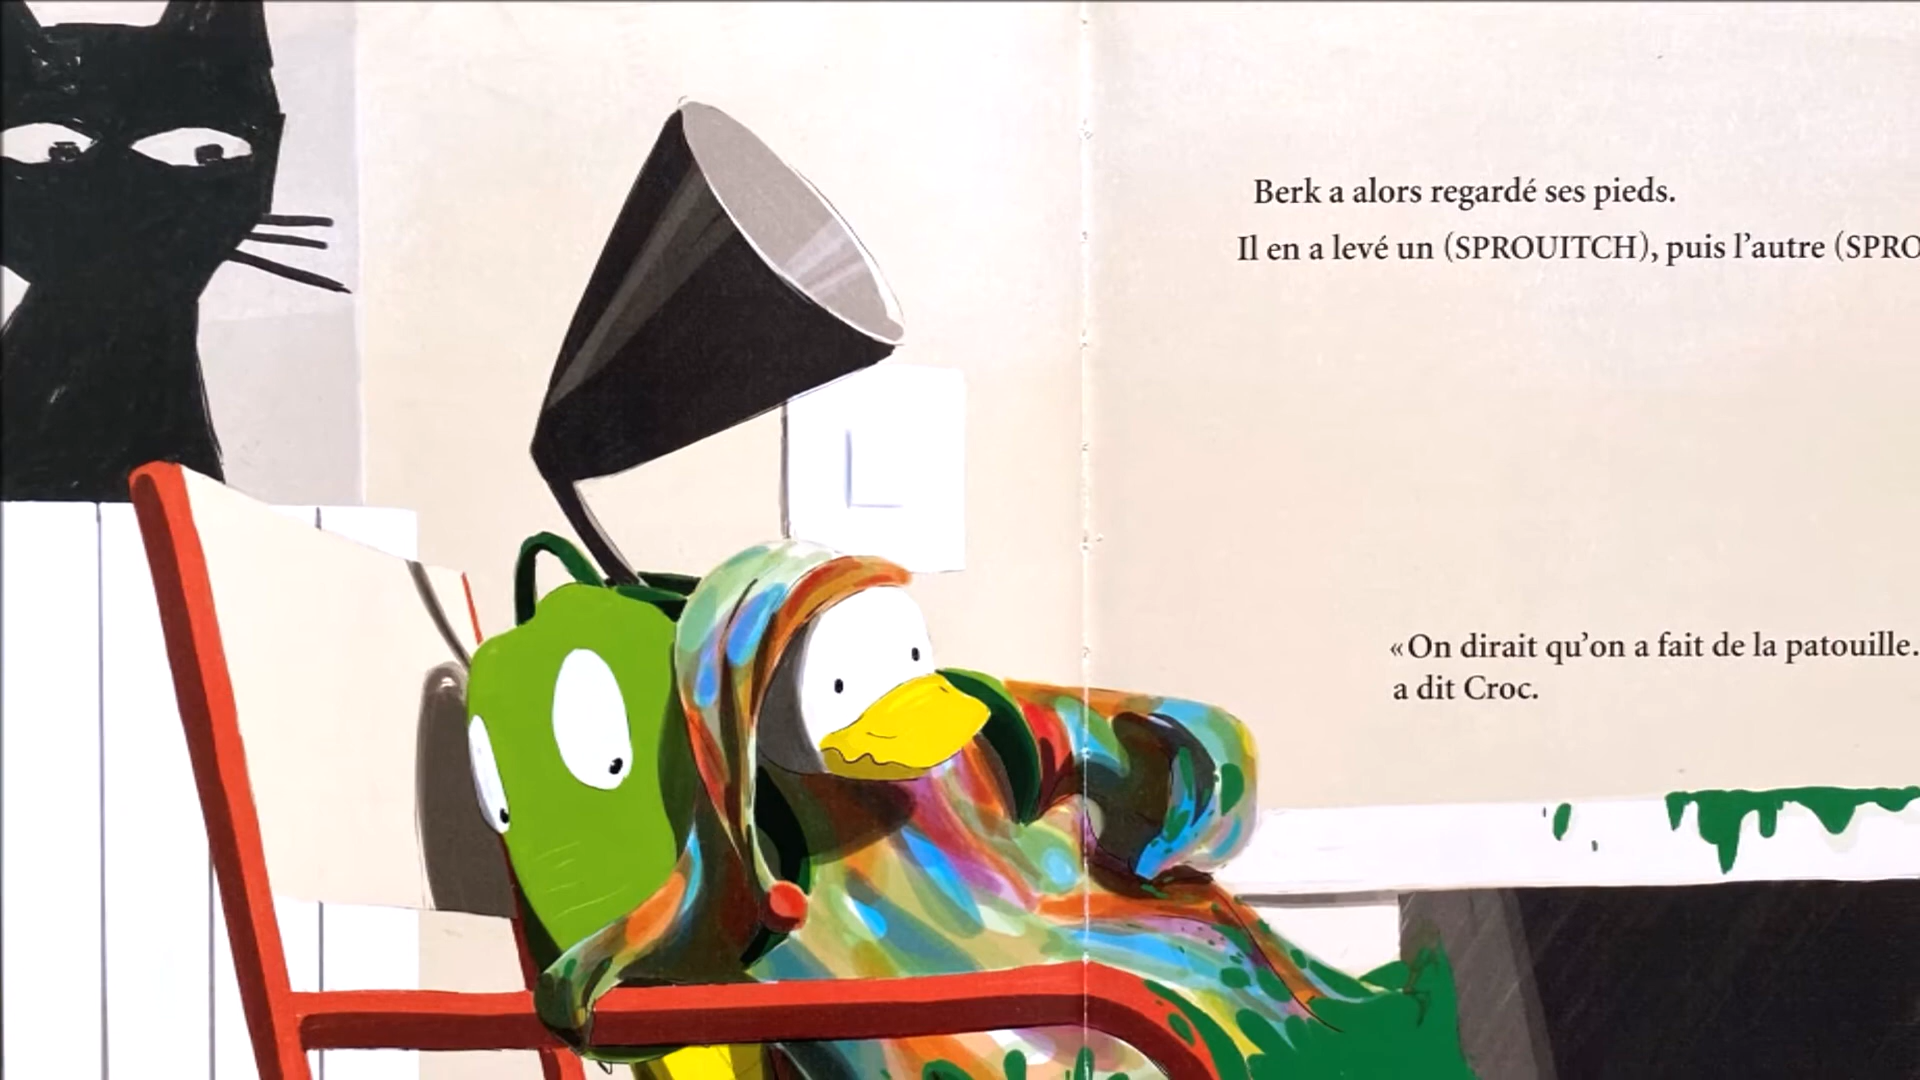 Berk a alors regardé ses pieds.
Il en a levé un (SPROUITCH), puis l'autre (SPRO
« On dirait qu'on a fait de la patouille.
a dit Croc.